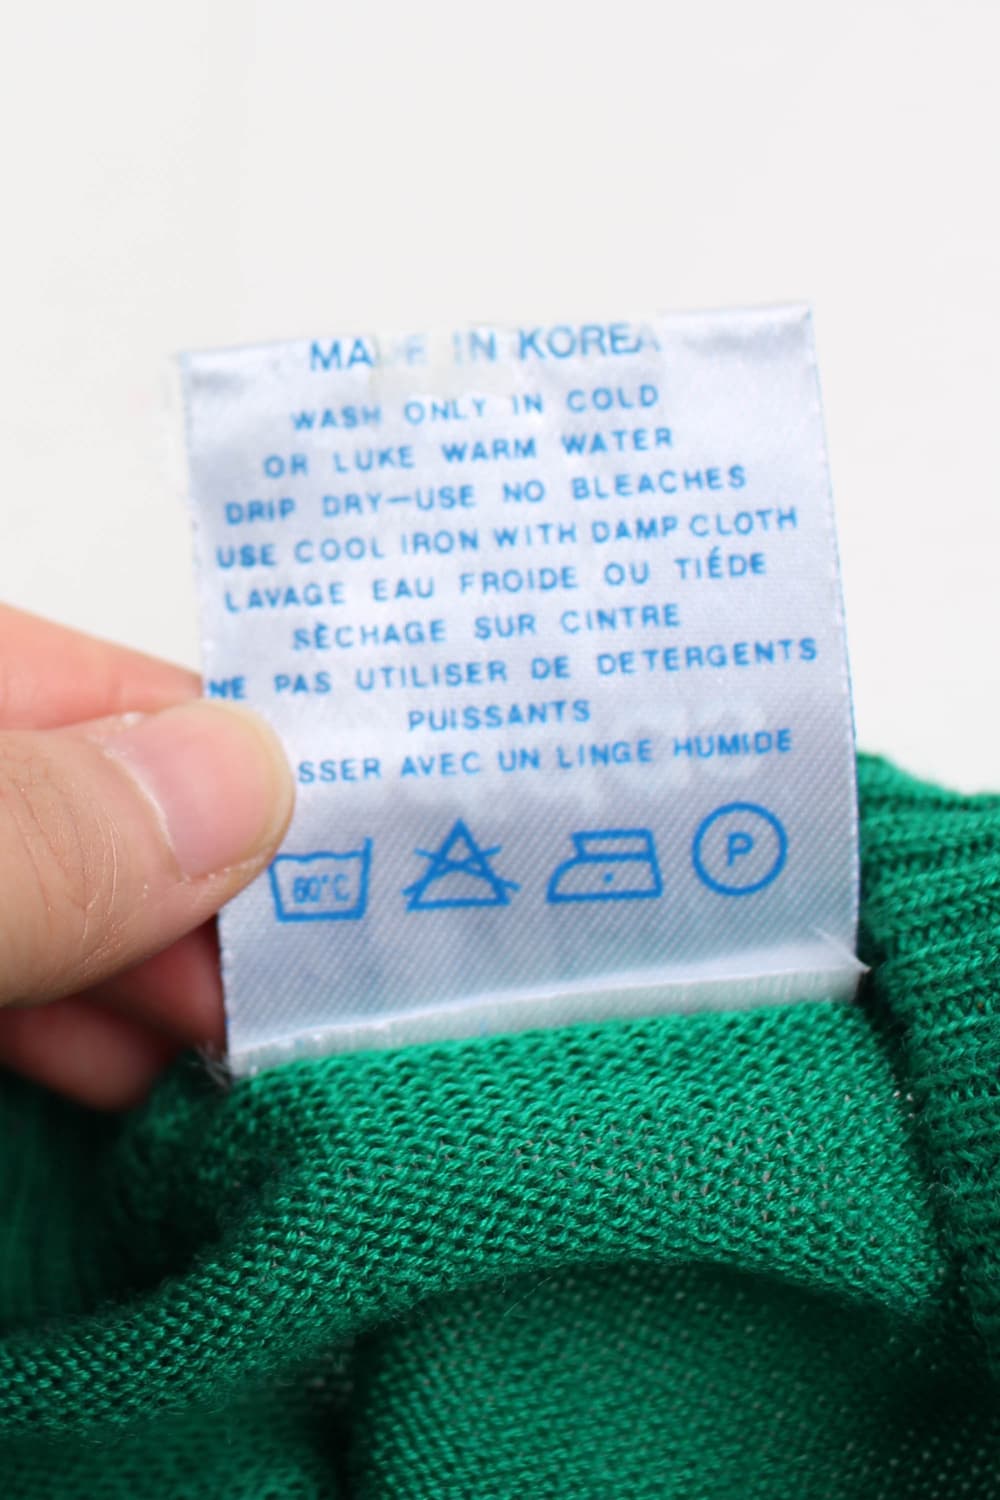 MADE IN KOREA
WASH ONLY IN COLD
OR LUKE WARM WATER
DRIP DRY—USE NO BLEACHES
USE COOL IRON WITH DAMP CLOTH
LAVAGE EAU FROIDE OU TIÉDE
SÈCHAGE SUR CINTRE
NE PAS UTILISER DE DETERGENTS
PUISSANTS
SSER AVEC UN LINGE HUMIDE
60°C P